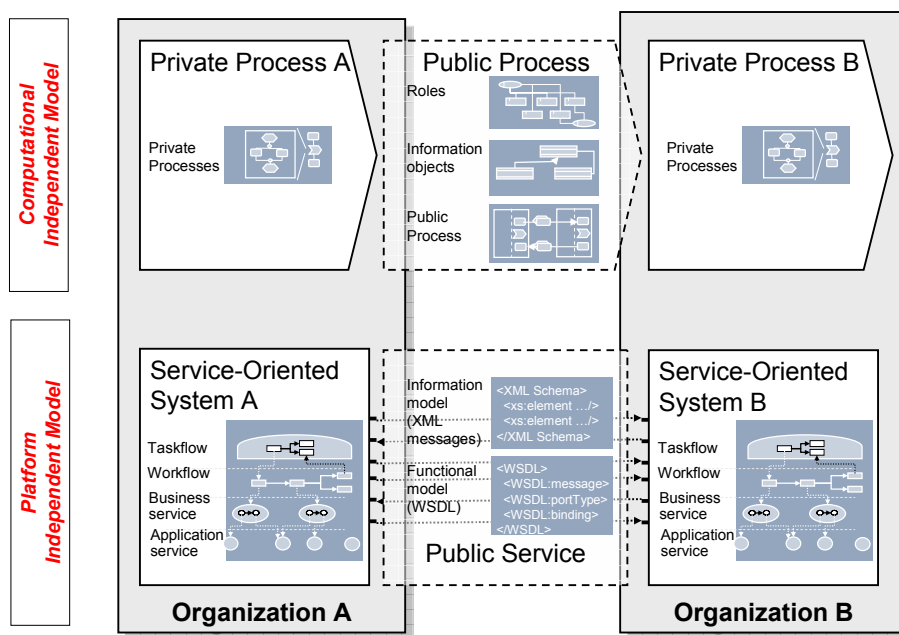 Computational
Independent Model
Private Process A
Private
Processes
Public Process
Roles
Information
objects
Public
Process
Private Process B
Private
Processes
Platform
Independent Model
Service-Oriented
System A
Taskflow
Workflow
Business
service
Application
service
Information
model
(XML
messages)
<XML Schema>
<xs:element …/>
<xs:element …/>
</XML Schema>
Functional
model
(WSDL)
<WSDL>
<WSDL:message>
<WSDL:portType>
<WSDL:binding>
</WSDL>
Public Service
Service-Oriented
System B
Taskflow
Workflow
Business
service
Application
service
Organization A
Organization B